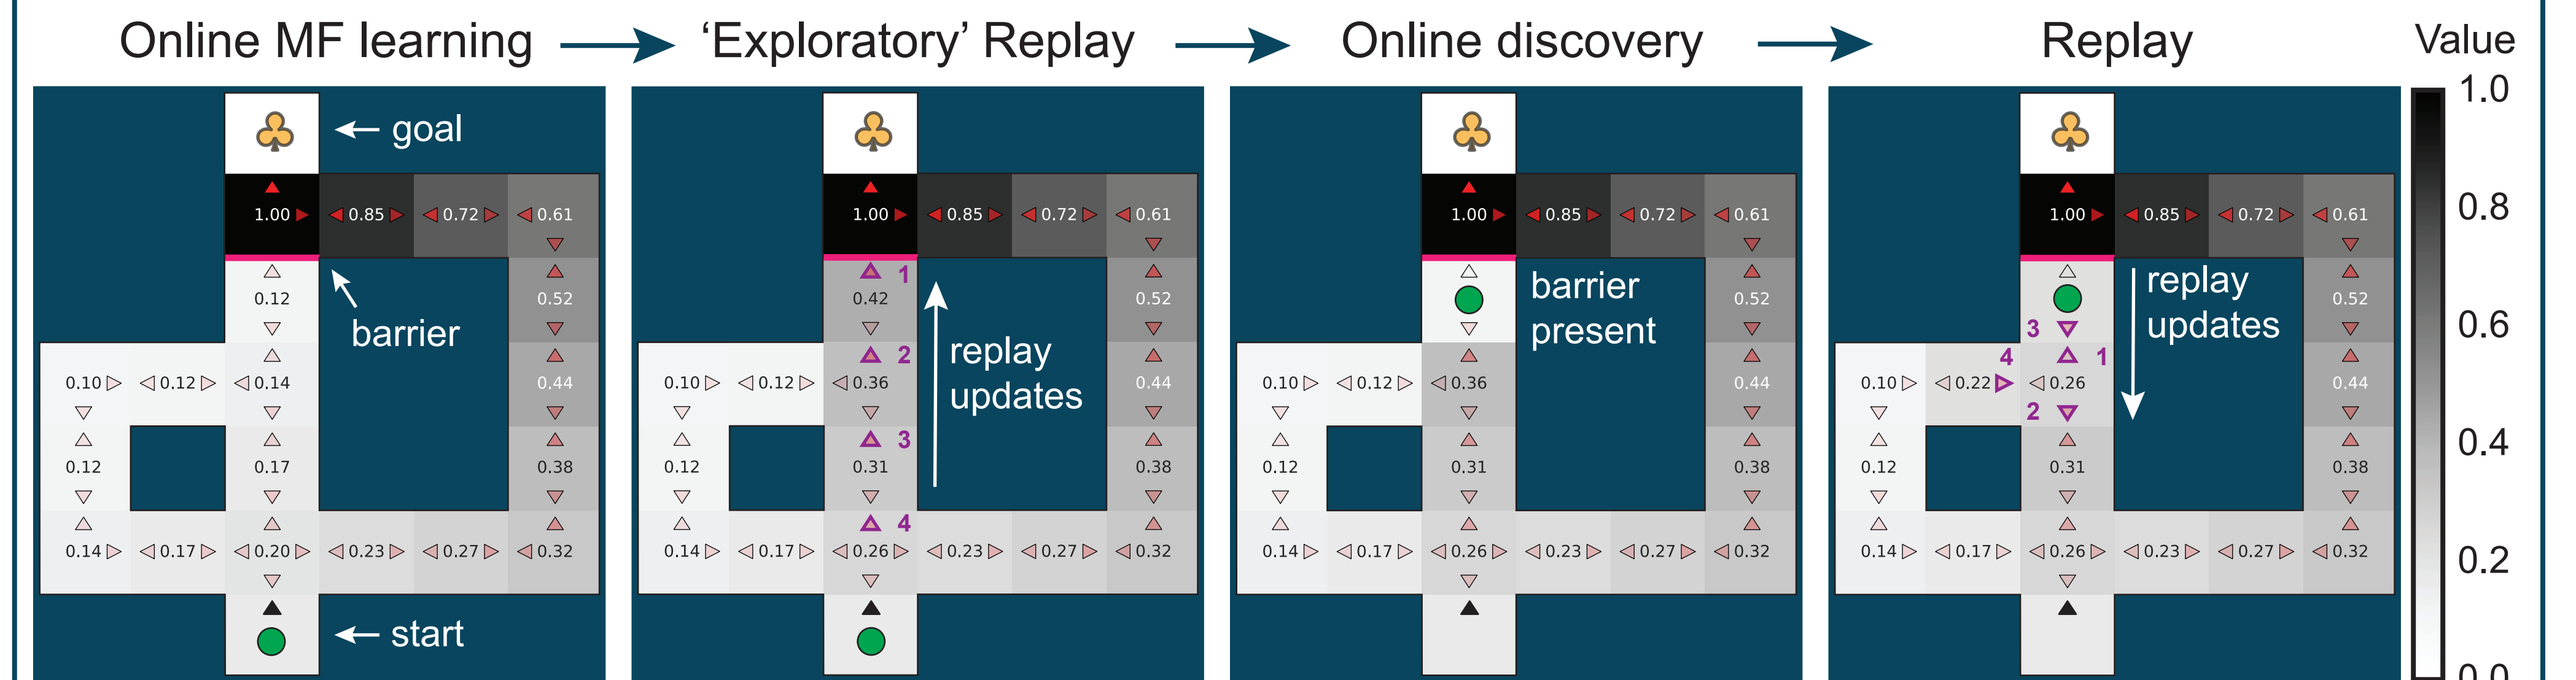 Online MF learning
‘Exploratory’ Replay
Online discovery
Replay
Value
goal
1.00 0.85 0.72 0.61
barrier
0.12 0.52
0.10 0.12 0.14 0.44
0.12 0.17 0.38
0.14 0.17 0.20 0.23 0.27 0.32
start
1.00 0.85 0.72 0.61
1
0.42 0.52
replay
updates
2
0.10 0.12 0.36 0.44
3
0.12 0.31 0.38
4
0.14 0.17 0.26 0.23 0.27 0.32
1.00 0.85 0.72 0.61
barrier
present
0.52
0.10 0.12 0.36 0.44
0.12 0.31 0.38
0.14 0.17 0.26 0.23 0.27 0.32
1.00 0.85 0.72 0.61
replay
updates
0.52
3
4 1
0.10 0.22 0.26 0.44
2
0.12 0.31 0.38
0.14 0.17 0.26 0.23 0.27 0.32
1.0
0.8
0.6
0.4
0.2
0.0